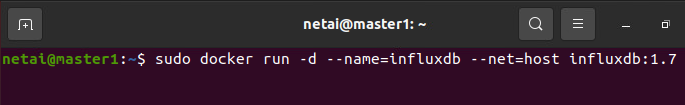 netai@master1: ~
netai@master1:~$ sudo docker run -d --name=influxdb --net=host influxdb:1.7